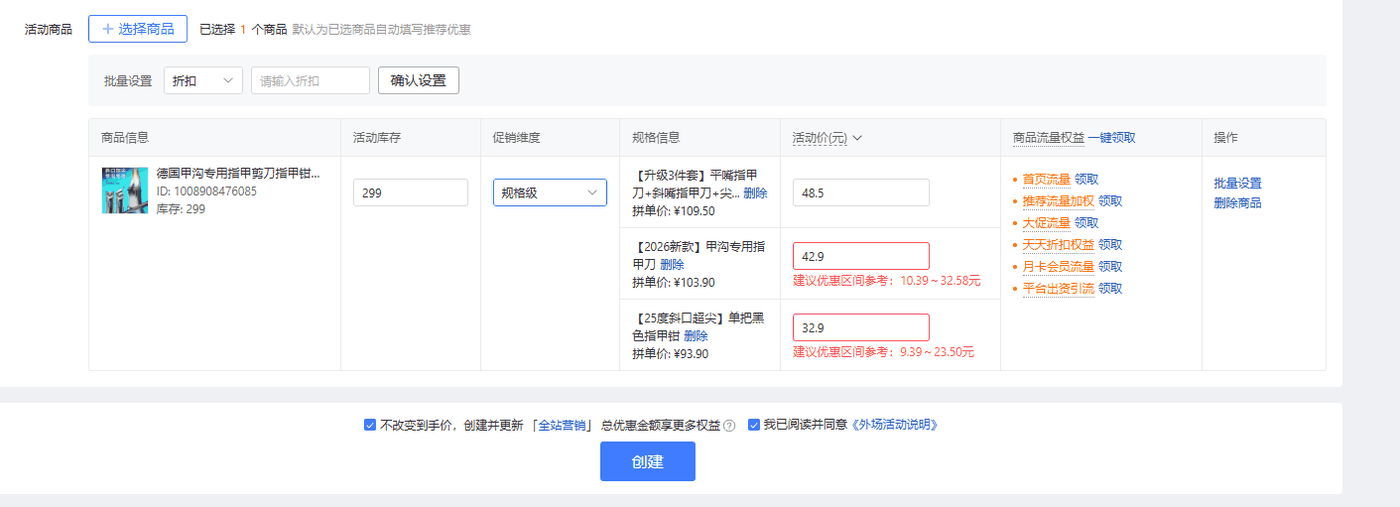 活动商品 + 选择商品 已选择 1 个商品 默认为已选商品自动填写推荐优惠
批量设置 折扣 请输入折扣 确认设置
商品信息 活动库存 促销维度 规格信息 活动价(元) 商品流量权益 一键领取 操作
德国甲沟专用指甲剪刀指甲钳...
ID: 1008908476085
库存: 299
299
规格级
【升级3件套】平嘴指甲
刀+斜嘴指甲刀+尖... 删除
拼单价: ¥109.50
48.5
【2026新款】甲沟专用指
甲刀 删除
拼单价: ¥103.90
42.9
建议优惠区间参考：10.39～32.58元
【25度斜口超尖】单把黑
色指甲钳 删除
拼单价: ¥93.90
32.9
建议优惠区间参考：9.39～23.50元
首页流量 领取
推荐流量加权 领取
大促流量 领取
天天折扣权益 领取
月卡会员流量 领取
平台出资引流 领取
批量设置
删除商品
不改变到手价，创建并更新「全站营销」总优惠金额享更多权益 ? 我已阅读并同意《外场活动说明》
创建